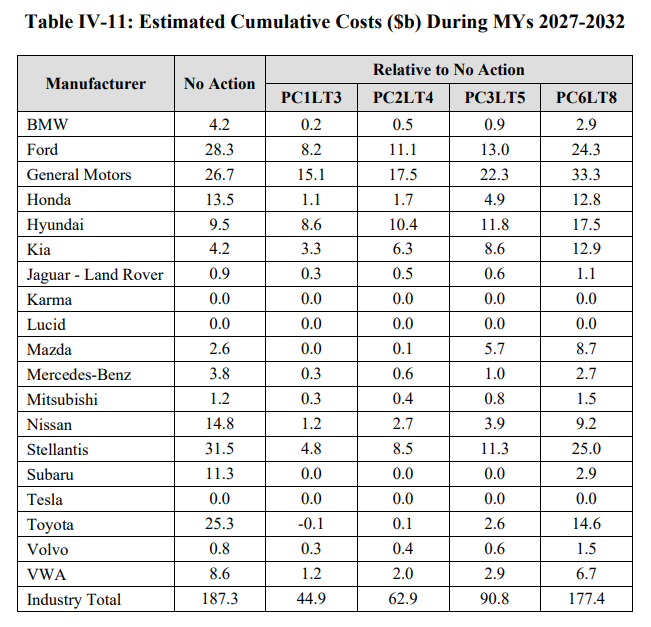 Table IV-11: Estimated Cumulative Costs ($b) During MYs 2027-2032
Manufacturer No Action Relative to No Action
PC1LT3 PC2LT4 PC3LT5 PC6LT8
BMW 4.2 0.2 0.5 0.9 2.9
Ford 28.3 8.2 11.1 13.0 24.3
General Motors 26.7 15.1 17.5 22.3 33.3
Honda 13.5 1.1 1.7 4.9 12.8
Hyundai 9.5 8.6 10.4 11.8 17.5
Kia 4.2 3.3 6.3 8.6 12.9
Jaguar - Land Rover 0.9 0.3 0.5 0.6 1.1
Karma 0.0 0.0 0.0 0.0 0.0
Lucid 0.0 0.0 0.0 0.0 0.0
Mazda 2.6 0.0 0.1 5.7 8.7
Mercedes-Benz 3.8 0.3 0.6 1.0 2.7
Mitsubishi 1.2 0.3 0.4 0.8 1.5
Nissan 14.8 1.2 2.7 3.9 9.2
Stellantis 31.5 4.8 8.5 11.3 25.0
Subaru 11.3 0.0 0.0 0.0 2.9
Tesla 0.0 0.0 0.0 0.0 0.0
Toyota 25.3 -0.1 0.1 2.6 14.6
Volvo 0.8 0.3 0.4 0.6 1.5
VWA 8.6 1.2 2.0 2.9 6.7
Industry Total 187.3 44.9 62.9 90.8 177.4